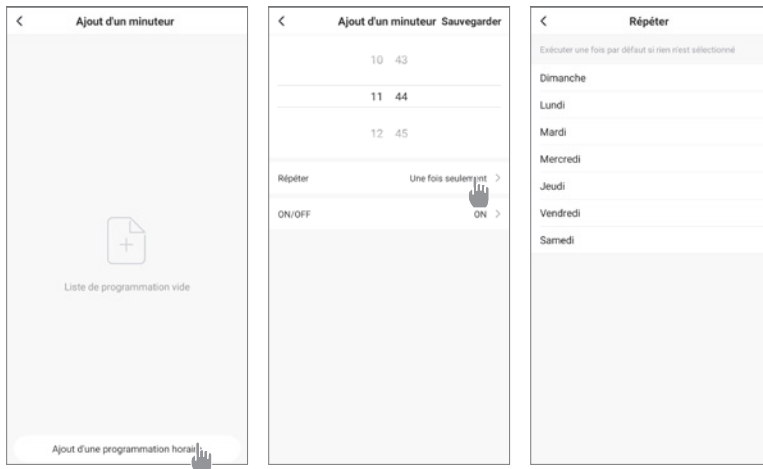 Ajout d'un minuteur
Liste de programmation vide
Ajout d'une programmation horaire
Ajout d'un minuteur Sauvegarder
10 43
11 44
12 45
Répéter Une fois seulement
ON/OFF ON
Répéter
Exécuter une fois par défaut si rien n'est sélectionné
Dimanche
Lundi
Mardi
Mercredi
Jeudi
Vendredi
Samedi